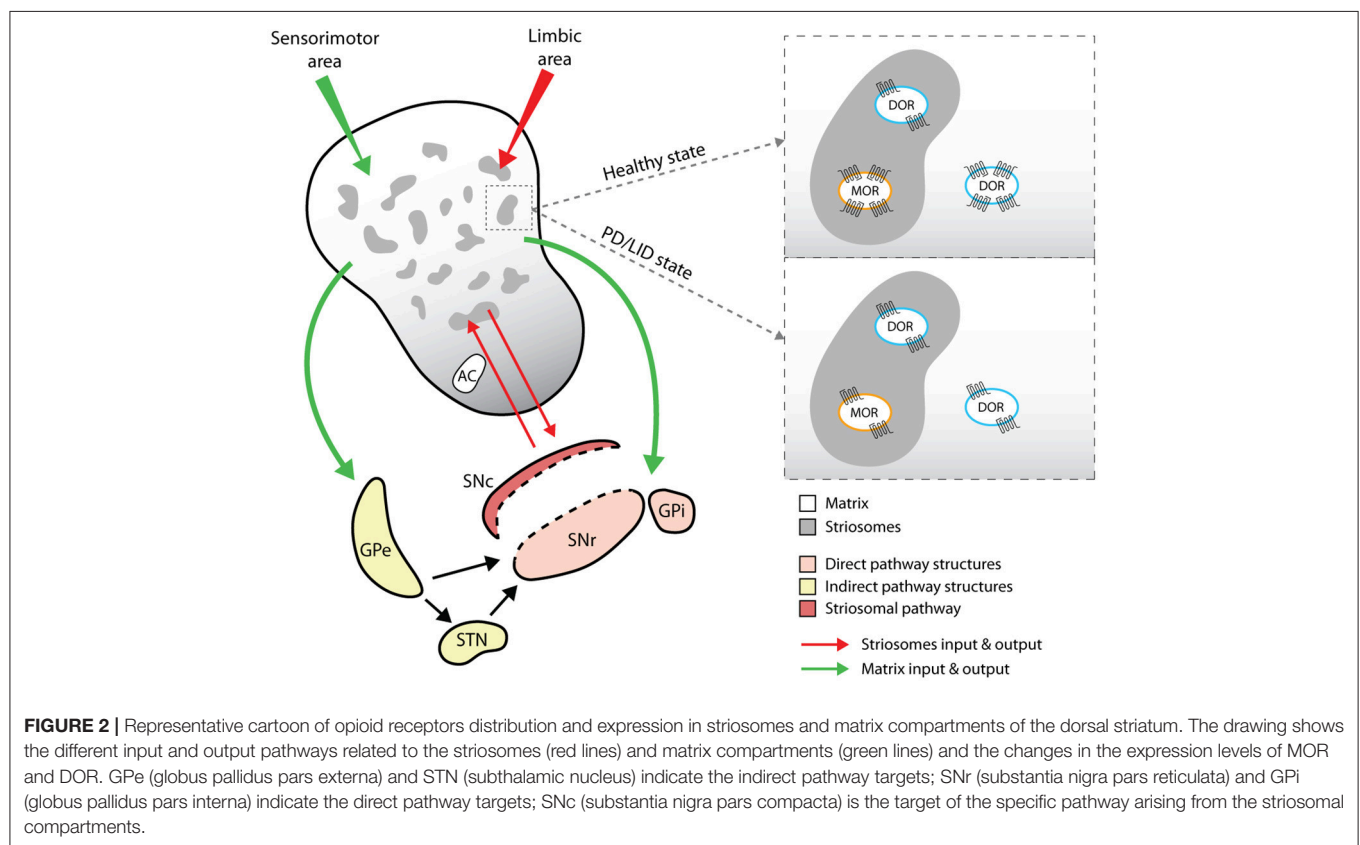 Sensorimotor
area
Limbic
area
Healthy state
PD/LID state
DOR
MOR
DOR
DOR
MOR
DOR
AC
SNc
GPe
SNr
GPi
STN
Matrix
Striosomes
Direct pathway structures
Indirect pathway structures
Striosomal pathway
Striosomes input & output
Matrix input & output
FIGURE 2 | Representative cartoon of opioid receptors distribution and expression in striosomes and matrix compartments of the dorsal striatum. The drawing shows
the different input and output pathways related to the striosomes (red lines) and matrix compartments (green lines) and the changes in the expression levels of MOR
and DOR. GPe (globus pallidus pars externa) and STN (subthalamic nucleus) indicate the indirect pathway targets; SNr (substantia nigra pars reticulata) and GPi
(globus pallidus pars interna) indicate the direct pathway targets; SNc (substantia nigra pars compacta) is the target of the specific pathway arising from the striosomal
compartments.